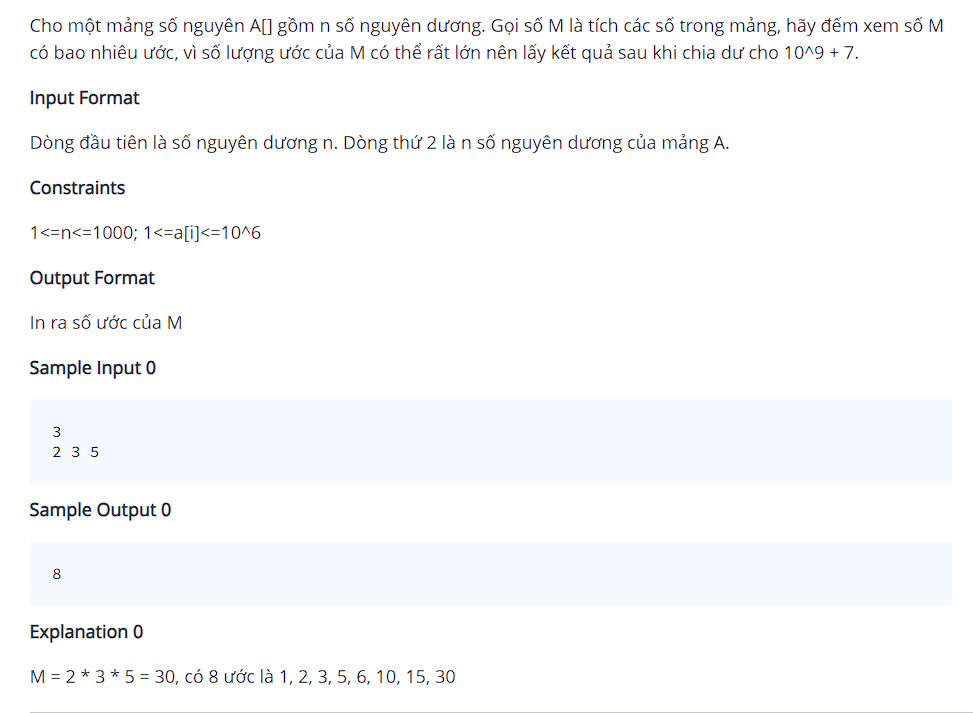 Cho một mảng số nguyên A[] gồm n số nguyên dương. Gọi số M là tích các số trong mảng, hãy đếm xem số M
có bao nhiêu ước, vì số lượng ước của M có thể rất lớn nên lấy kết quả sau khi chia dư cho 10^9 + 7.
Input Format
Dòng đầu tiên là số nguyên dương n. Dòng thứ 2 là n số nguyên dương của mảng A.
Constraints
1<=n<=1000; 1<=a[i]<=10^6
Output Format
In ra số ước của M
Sample Input 0
3
2 3 5
Sample Output 0
8
Explanation 0
M = 2 * 3 * 5 = 30, có 8 ước là 1, 2, 3, 5, 6, 10, 15, 30